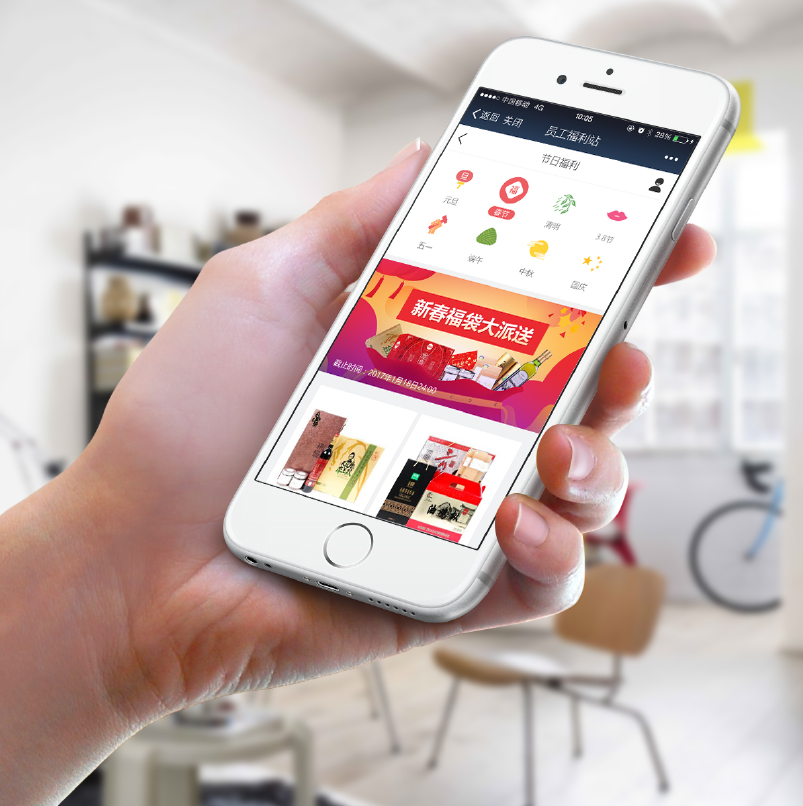 中国移动 4G 10:05 28%
返回 关闭 员工福利站
节日福利
旦 福
元旦 春节 清明 3.8节
五一 端午 中秋 国庆
新春福袋大派送
截止时间：2017年1月18日24:00